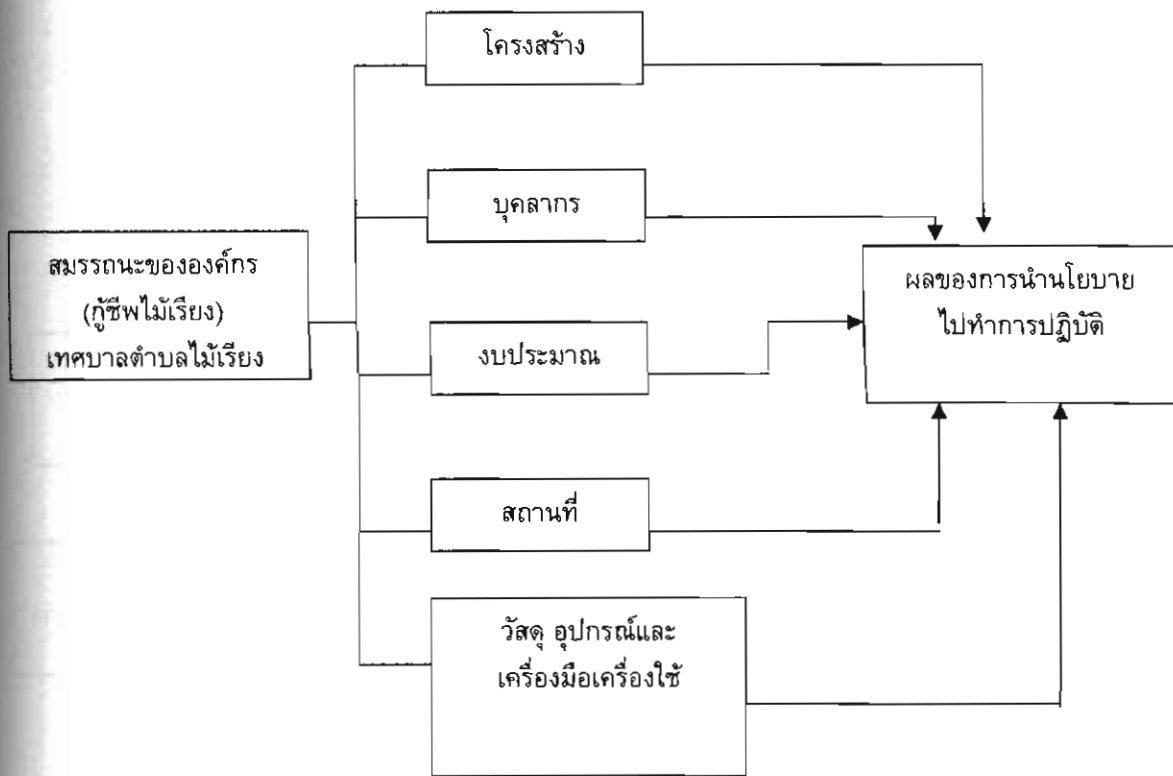 โครงสร้าง
บุคลากร
สมรรถนะขององค์กร
(กู้ชีพไม้เรียง)
เทศบาลตำบลไม้เรียง
ผลของการนำนโยบาย
ไปทำการปฏิบัติ
งบประมาณ
สถานที่
วัสดุ อุปกรณ์และ
เครื่องมือเครื่องใช้